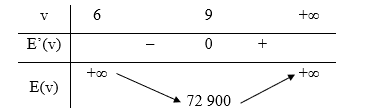 v 6 9 +∞
E’(v) – 0 +
E(v) +∞ 72 900 +∞